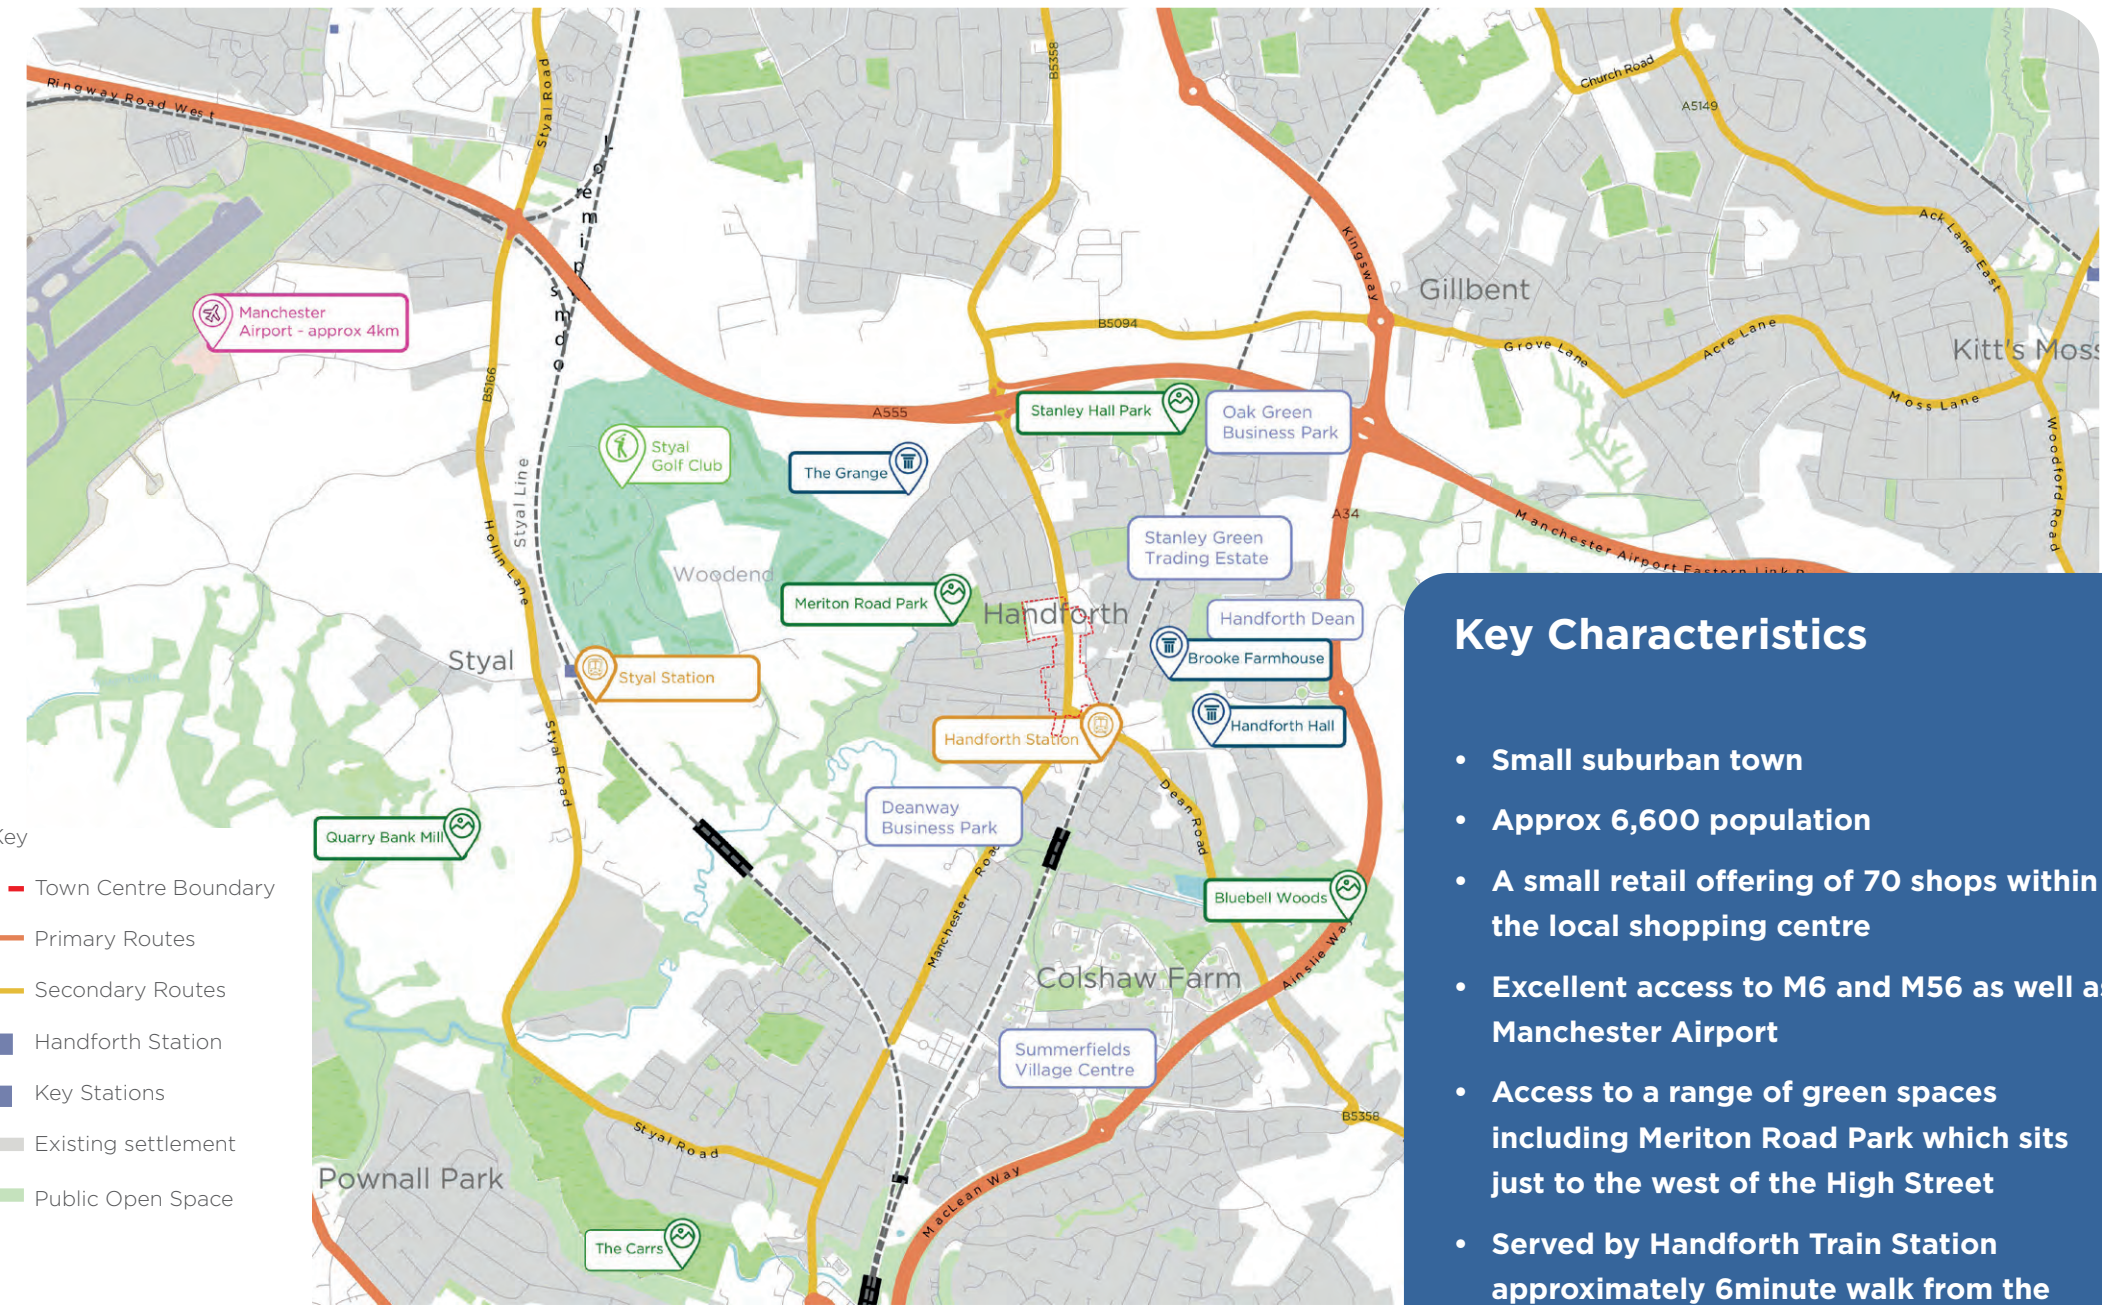 Ringway Road West
Styal Road
B5358
Church Road
A5149
Lorem ipsmdo
Kingsway
Ack Lane East
Gillbent
Manchester
Airport - approx 4km
B5094
Grove Lane
Acre Lane
Kitt's Moss
B5166
Moss Lane
A555
Stanley Hall Park
Oak Green
Business Park
Styal
Golf Club
The Grange
Woodford Road
Styal Line
A34
Manchester Airport Eastern Link
Hollin Lane
Stanley Green
Trading Estate
Woodend
Meriton Road Park
Handforth
Handforth Dean
Brooke Farmhouse
Styal
Styal Station
Handforth Hall
Handforth Station
Styal Road
Dean Road
Deanway
Business Park
Quarry Bank Mill
Manchester Road
Bluebell Woods
Ainslie Way
Colshaw Farm
Summerfields
Village Centre
B5358
Styal Road
Pownall Park
MacLean Way
The Carrs
Key
Town Centre Boundary
Primary Routes
Secondary Routes
Handforth Station
Key Stations
Existing settlement
Public Open Space
Key Characteristics
• Small suburban town
• Approx 6,600 population
• A small retail offering of 70 shops within
the local shopping centre
• Excellent access to M6 and M56 as well as
Manchester Airport
• Access to a range of green spaces
including Meriton Road Park which sits
just to the west of the High Street
• Served by Handforth Train Station
approximately 6minute walk from the